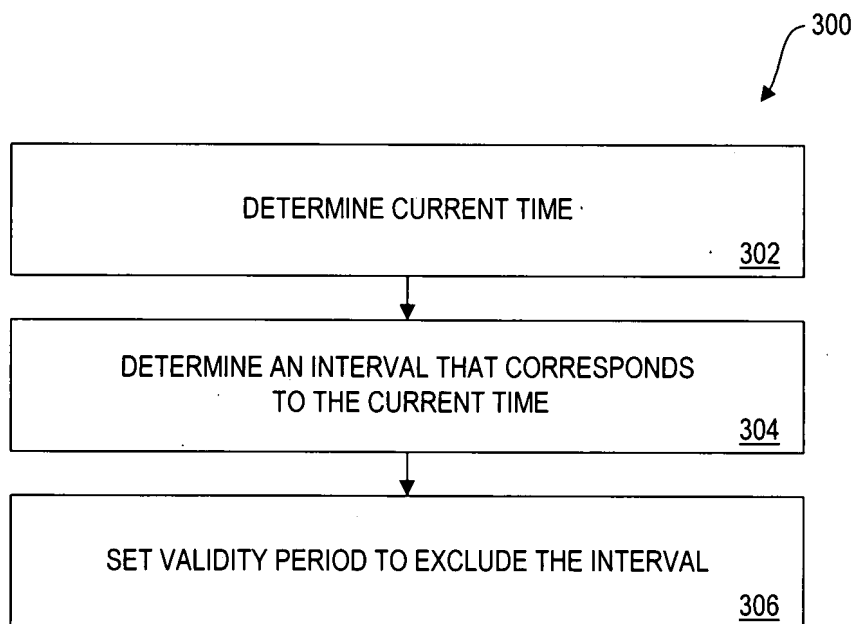 300
DETERMINE CURRENT TIME
302
DETERMINE AN INTERVAL THAT CORRESPONDS
TO THE CURRENT TIME
304
SET VALIDITY PERIOD TO EXCLUDE THE INTERVAL
306